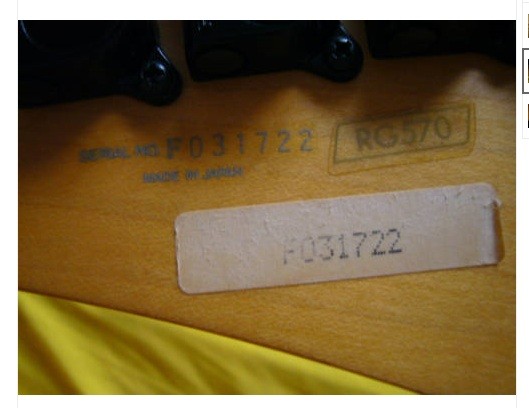 SERIAL NO. F031722
RG570
MADE IN JAPAN
F031722